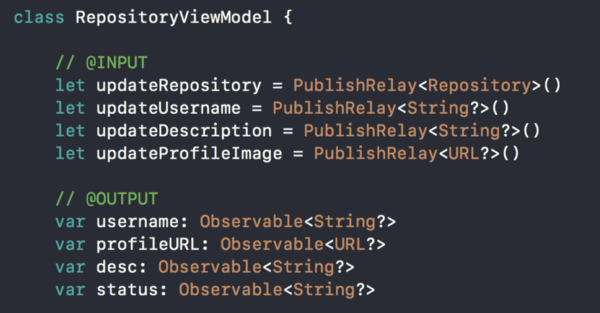 class RepositoryViewModel {
// @INPUT
let updateRepository = PublishRelay<Repository>()
let updateUsername = PublishRelay<String?>()
let updateDescription = PublishRelay<String?>()
let updateProfileImage = PublishRelay<URL?>()
// @OUTPUT
var username: Observable<String?>
var profileURL: Observable<URL?>
var desc: Observable<String?>
var status: Observable<String?>